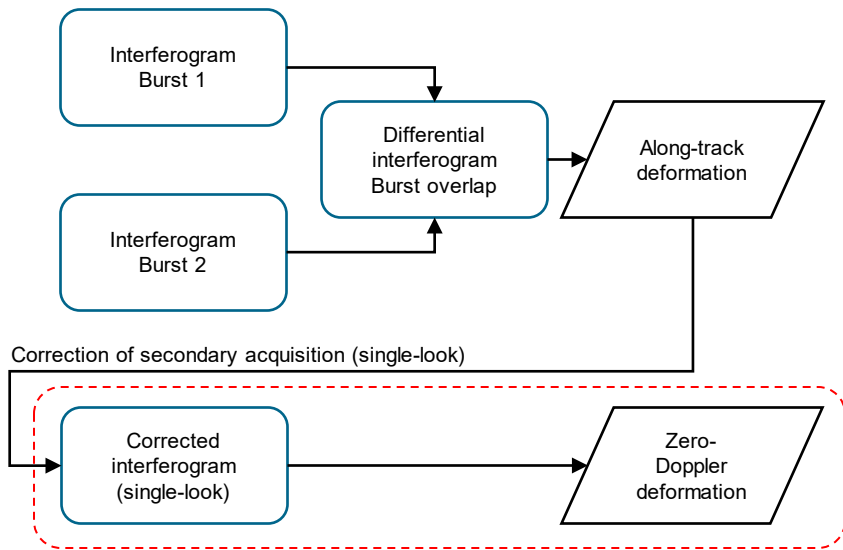 Interferogram
Burst 1
Differential
interferogram
Burst overlap
Along-track
deformation
Interferogram
Burst 2
Correction of secondary acquisition (single-look)
Corrected
interferogram
(single-look)
Zero-
Doppler
deformation